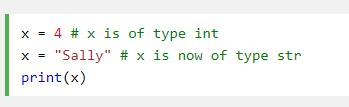 x = 4 # x is of type int
x = "Sally" # x is now of type str
print(x)